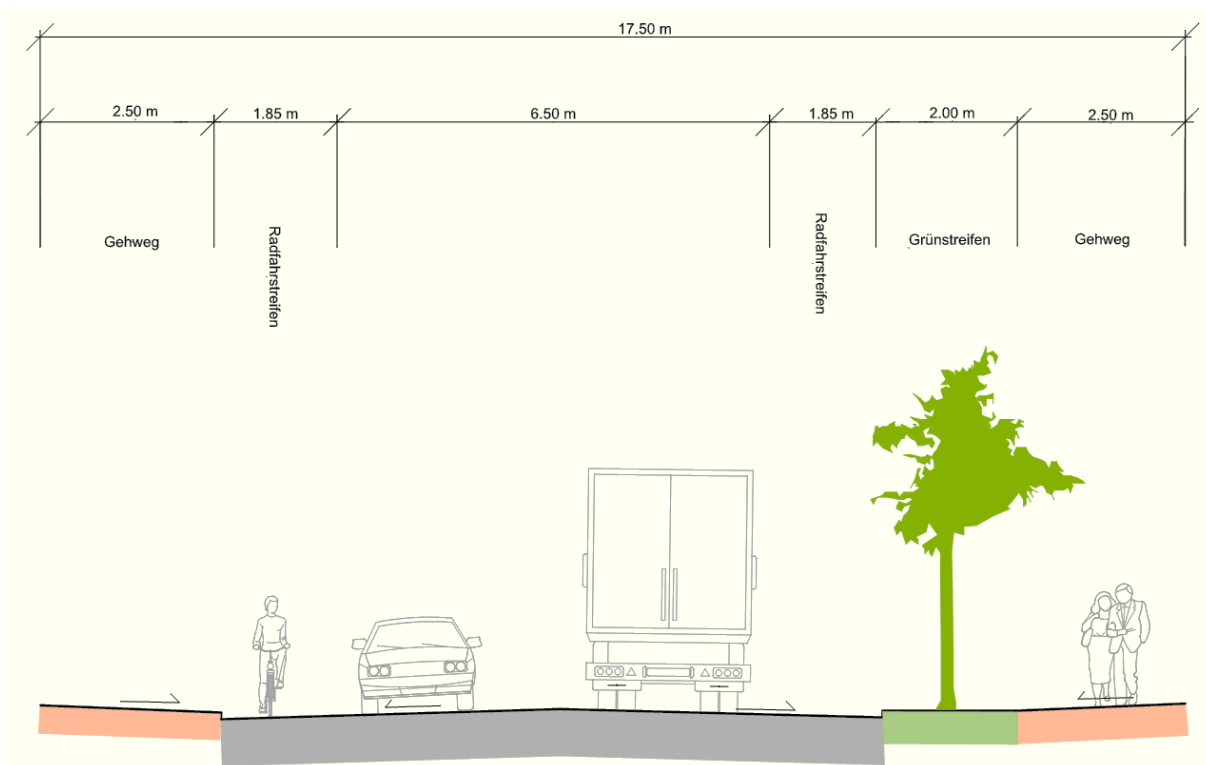 17.50 m
2.50 m
1.85 m
6.50 m
1.85 m
2.00 m
2.50 m
Gehweg
Radfahrstreifen
Radfahrstreifen
Grünstreifen
Gehweg